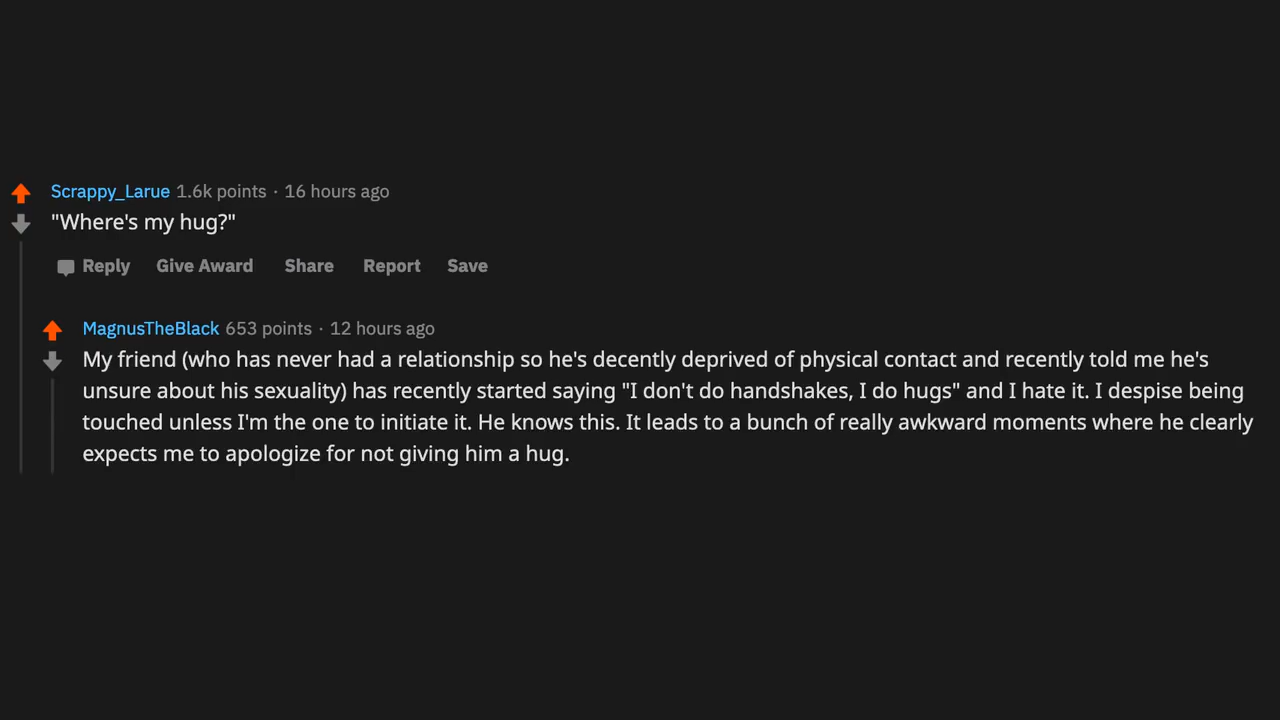 Scrappy_Larue 1.6k points · 16 hours ago
"Where's my hug?"
Reply Give Award Share Report Save
MagnusTheBlack 653 points · 12 hours ago
My friend (who has never had a relationship so he's decently deprived of physical contact and recently told me he's
unsure about his sexuality) has recently started saying "I don't do handshakes, I do hugs" and I hate it. I despise being
touched unless I'm the one to initiate it. He knows this. It leads to a bunch of really awkward moments where he clearly
expects me to apologize for not giving him a hug.